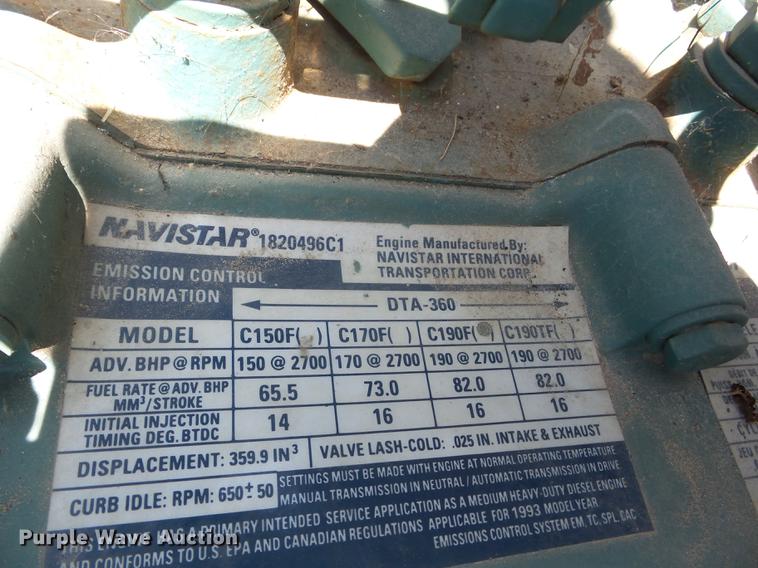 NAVISTAR® 1820496C1
Engine Manufactured By:
NAVISTAR INTERNATIONAL
TRANSPORTATION CORP.
EMISSION CONTROL
INFORMATION
DTA-360
MODEL C150F( ) C170F( ) C190F( ) C190TF( )
ADV. BHP @ RPM 150 @ 2700 170 @ 2700 190 @ 2700 190 @ 2700
FUEL RATE @ ADV. BHP
MM³/STROKE 65.5 73.0 82.0 82.0
INITIAL INJECTION
TIMING DEG. BTDC 14 16 16 16
DISPLACEMENT: 359.9 IN³ VALVE LASH-COLD: .025 IN. INTAKE & EXHAUST
CURB IDLE: RPM: 650 ± 50
SETTINGS MUST BE MADE WITH ENGINE AT NORMAL OPERATING TEMPERATURE
MANUAL TRANSMISSION IN NEUTRAL / AUTOMATIC TRANSMISSION IN DRIVE
THIS HAS A PRIMARY INTENDED SERVICE APPLICATION AS A MEDIUM HEAVY-DUTY DIESEL ENGINE
AND CONFORMS TO U.S. EPA AND CANADIAN REGULATIONS APPLICABLE FOR 1993 MODEL YEAR
EMISSIONS CONTROL SYSTEM EM, TC, SPL, CAC
Purple Wave Auction